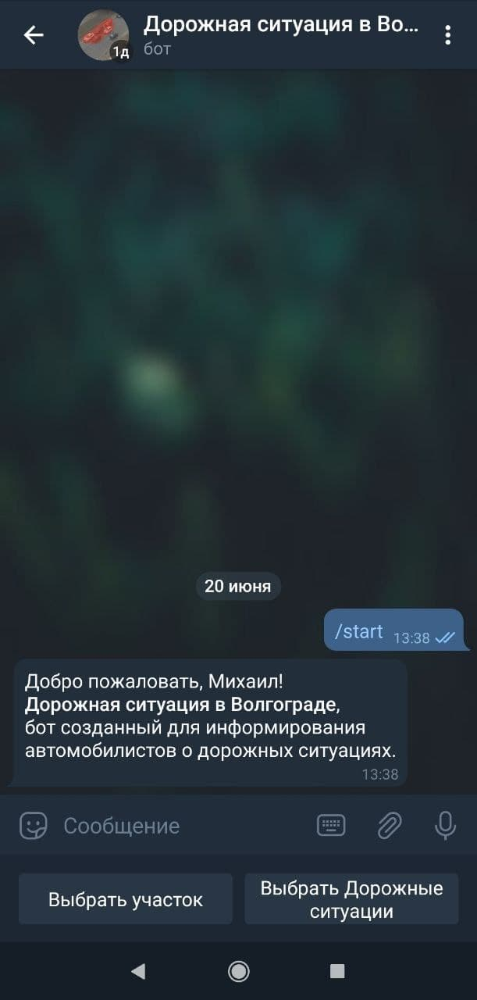 Дорожная ситуация в Во...
1д
бот
20 июня
/start 13:38
Добро пожаловать, Михаил!
Дорожная ситуация в Волгограде,
бот созданный для информирования
автомобилистов о дорожных ситуациях.
13:38
Сообщение
Выбрать участок
Выбрать Дорожные
ситуации